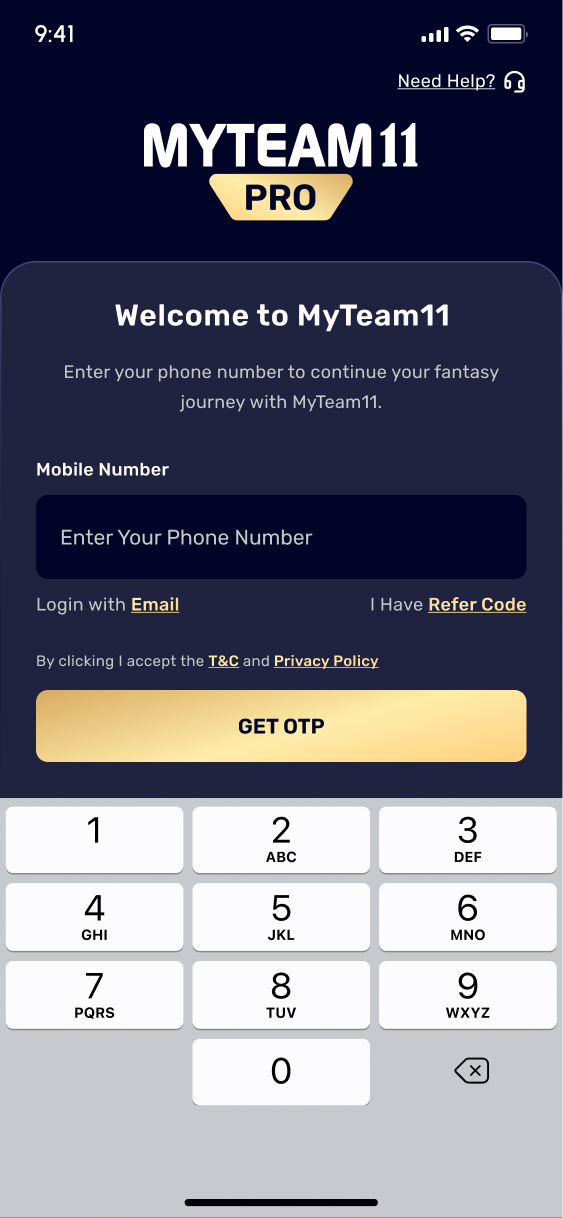 9:41
Need Help?
MYTEAM11
PRO
Welcome to MyTeam11
Enter your phone number to continue your fantasy
journey with MyTeam11.
Mobile Number
Enter Your Phone Number
Login with Email I Have Refer Code
By clicking I accept the T&C and Privacy Policy
GET OTP
1 2 3
ABC DEF
4 5 6
GHI JKL MNO
7 8 9
PQRS TUV WXYZ
0